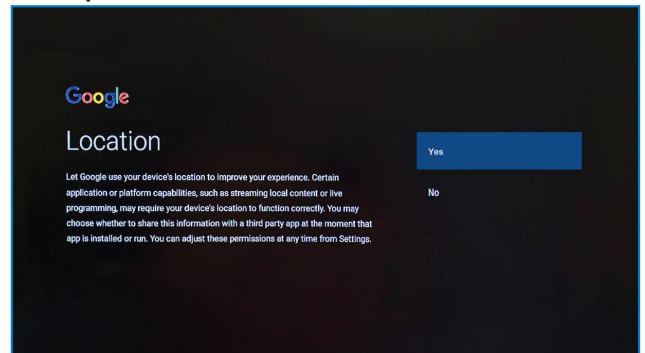 Google
Location
Let Google use your device's location to improve your experience. Certain
application or platform capabilities, such as streaming local content or live
programming, may require your device's location to function correctly. You may
choose whether to share this information with a third party app at the moment that
app is installed or run. You can adjust these permissions at any time from Settings.
Yes
No